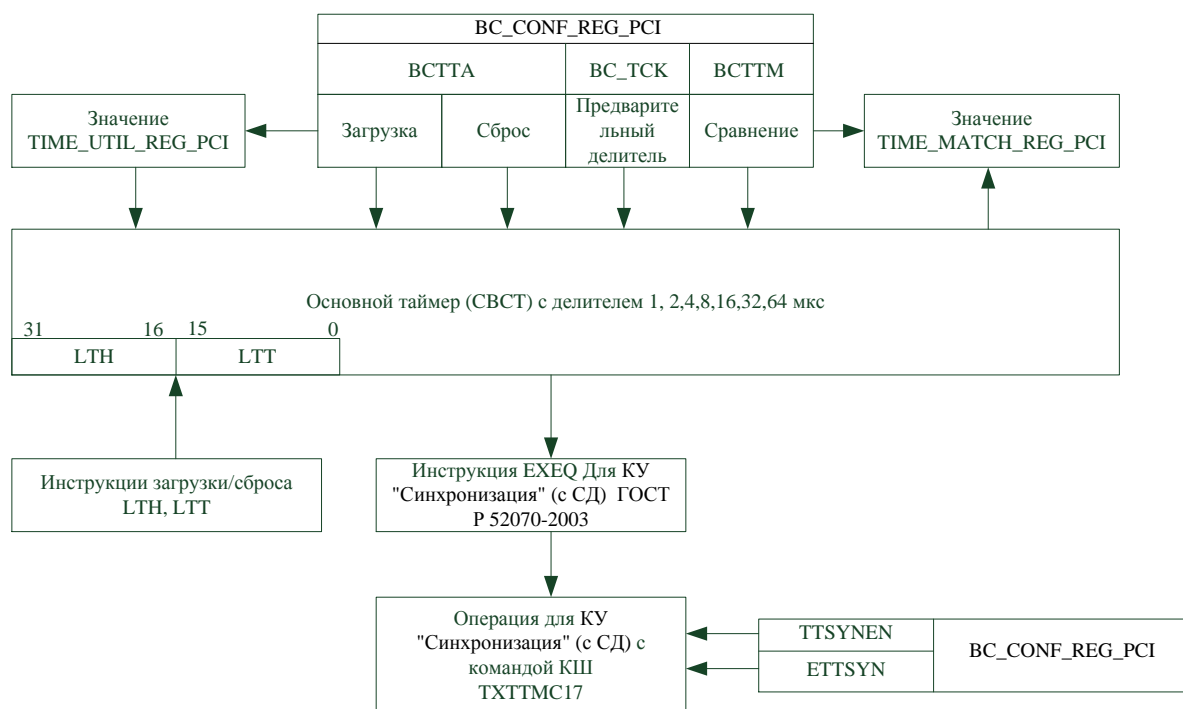 BC_CONF_REG_PCI
BCTTA
BC_TCK
BCTTM
Значение
TIME_UTIL_REG_PCI
Загрузка
Сброс
Предварите
льный
делитель
Сравнение
Значение
TIME_MATCH_REG_PCI
Основной таймер (СВСТ) с делителем 1, 2,4,8,16,32,64 мкс
31
16
15
0
LTH
LTT
Инструкции загрузки/сброса
LTH, LTT
Инструкция EXEQ Для КУ
"Синхронизация" (с СД) ГОСТ
Р 52070-2003
Операция для КУ
"Синхронизация" (с СД) с
командой КШ
TXTTMC17
TTSYNEN
ETTSYN
BC_CONF_REG_PCI